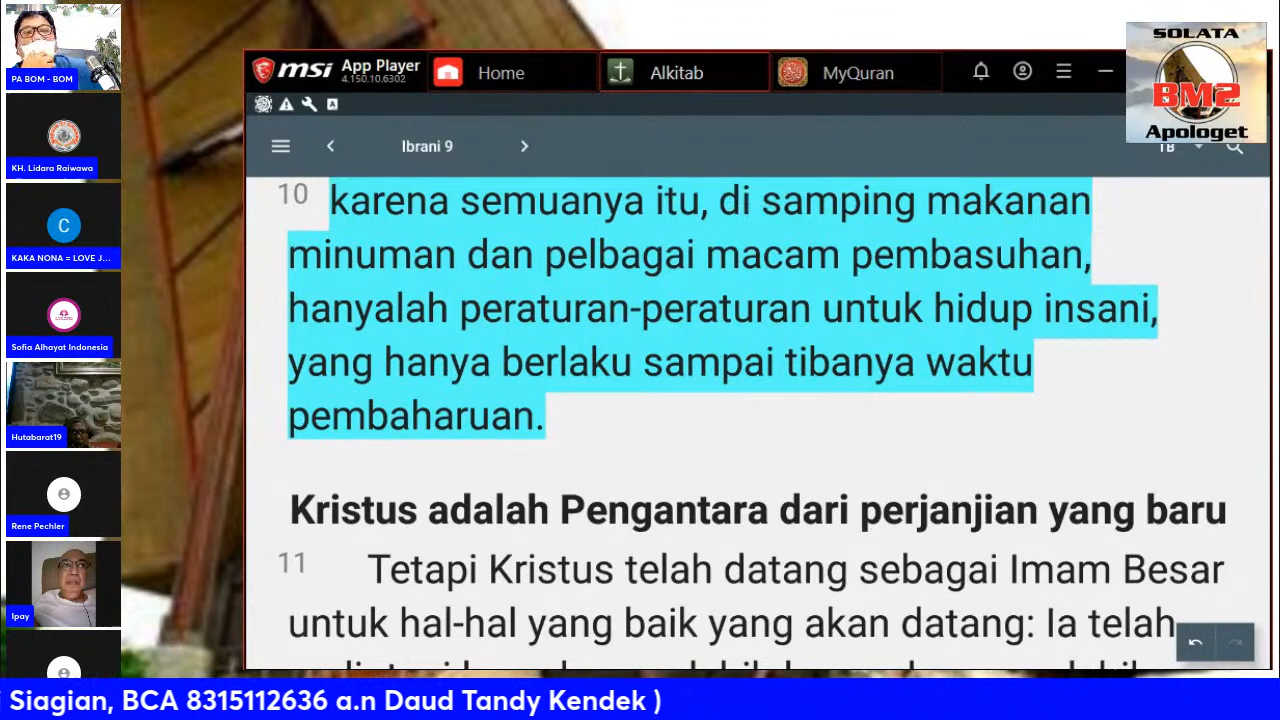 PA BOM - BOM
KH. Lidara Raiwawa
C
KAKA NONA = LOVE J...
Sofia Alhayat Indonesia
Hutabarat19
Rene Pechler
Ipay
msi App Player
4.150.10.6302
Home
Alkitab
MyQuran
SOLATA
BM2
Apologet
Ibrani 9
TB
10 karena semuanya itu, di samping makanan
minuman dan pelbagai macam pembasuhan,
hanyalah peraturan-peraturan untuk hidup insani,
yang hanya berlaku sampai tibanya waktu
pembaharuan.
Kristus adalah Pengantara dari perjanjian yang baru
11 Tetapi Kristus telah datang sebagai Imam Besar
untuk hal-hal yang baik yang akan datang: Ia telah
Siagian, BCA 8315112636 a.n Daud Tandy Kendek )